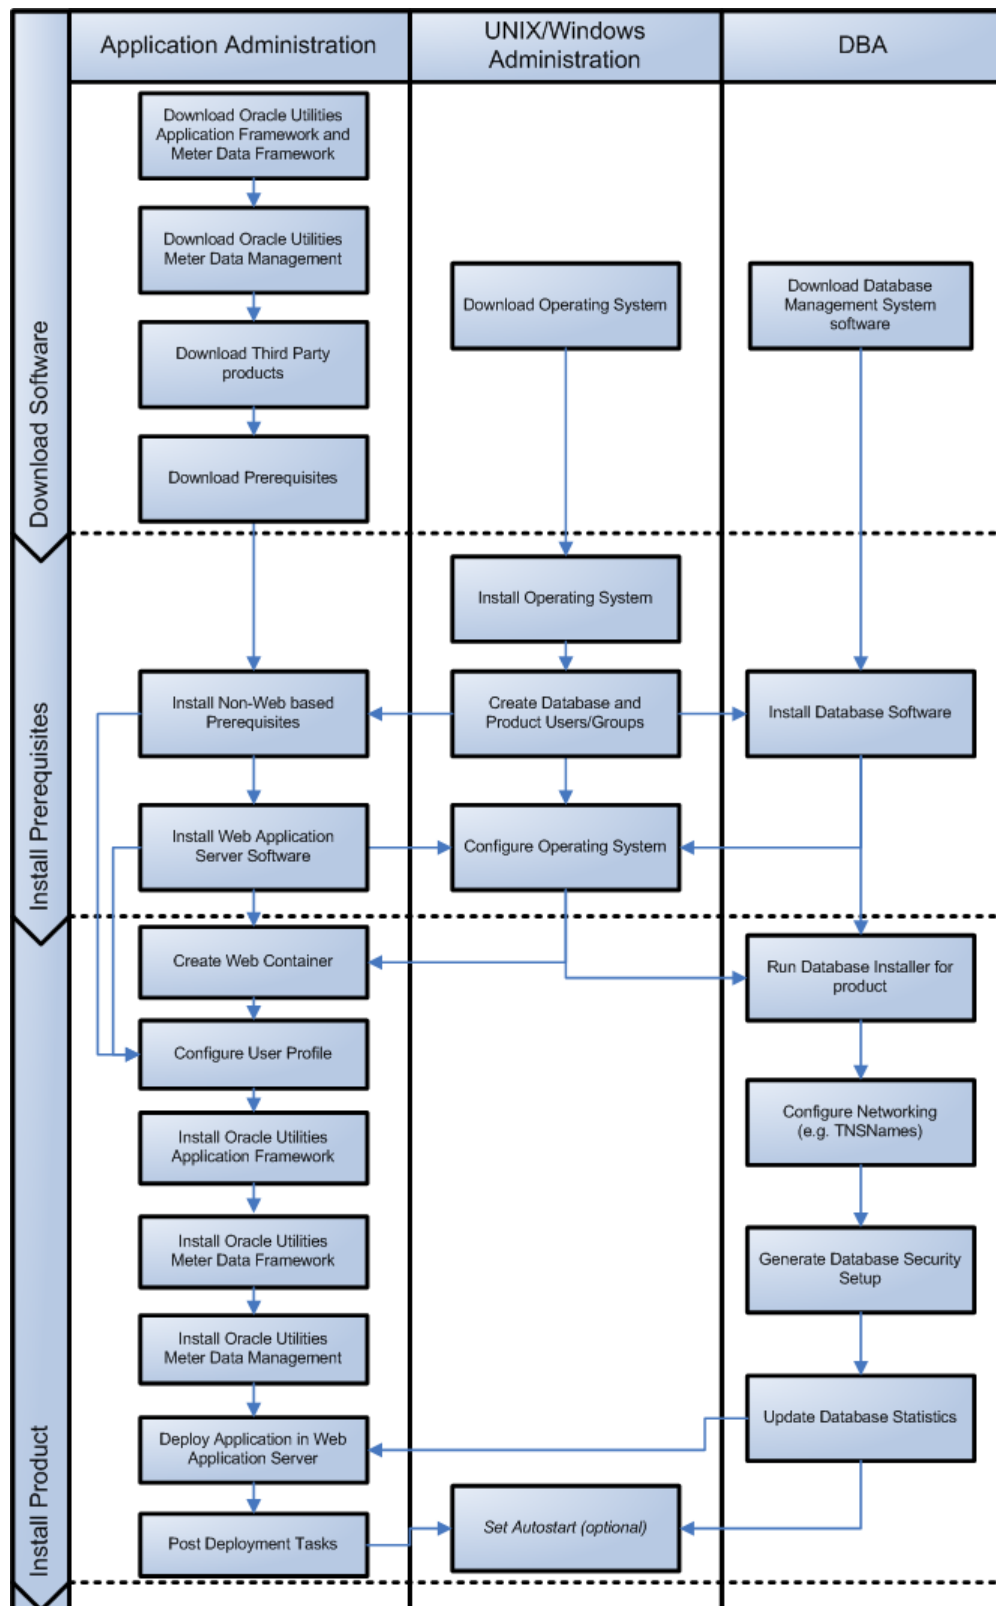 Application Administration
UNIX/Windows
Administration
DBA
Download Software
Download Oracle Utilities
Application Framework and
Meter Data Framework
Download Oracle Utilities
Meter Data Management
Download Operating System
Download Database
Management System
software
Download Third Party
products
Download Prerequisites
Install Prerequisites
Install Operating System
Install Non-Web based
Prerequisites
Create Database and
Product Users/Groups
Install Database Software
Install Web Application
Server Software
Configure Operating System
Install Product
Create Web Container
Run Database Installer for
product
Configure User Profile
Configure Networking
(e.g. TNSNames)
Install Oracle Utilities
Application Framework
Install Oracle Utilities
Meter Data Framework
Generate Database Security
Setup
Install Oracle Utilities
Meter Data Management
Update Database Statistics
Deploy Application in Web
Application Server
Post Deployment Tasks
Set Autostart (optional)